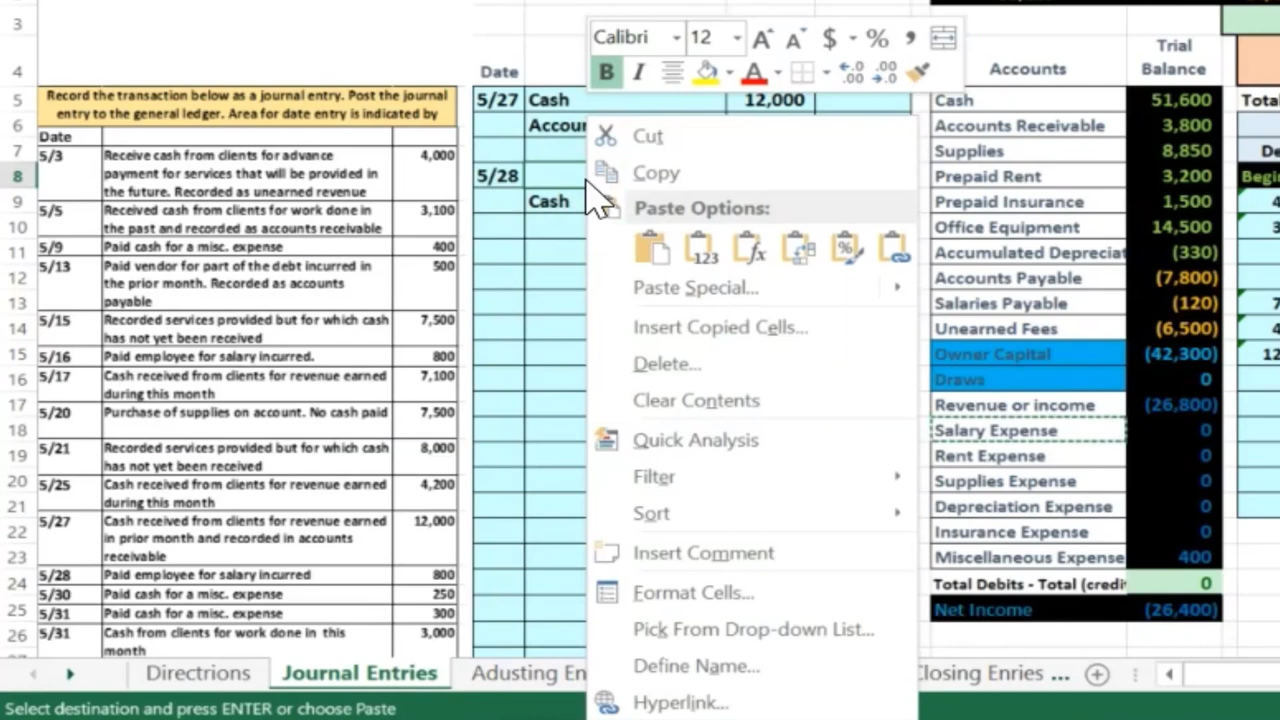 Calibri 12
$ %
B I A
3
4
Date
Accounts
Trial
Balance
5
Record the transaction below as a journal entry. Post the journal
entry to the general ledger. Area for date entry is indicated by
5/27 Cash 12,000
Cash 51,600
6
Date
Accounts Receivable 3,800
7
5/3 Receive cash from clients for advance 4,000
payment for services that will be provided in
the future. Recorded as unearned revenue
Supplies 8,850
8
5/28
Prepaid Rent 3,200
9
5/5 Received cash from clients for work done in 3,100
the past and recorded as accounts receivable
Cash
Prepaid Insurance 1,500
10
Office Equipment 14,500
11
5/9 Paid cash for a misc. expense 400
Accumulated Depreciat (330)
12
5/13 Paid vendor for part of the debt incurred in 500
the prior month. Recorded as accounts
payable
Accounts Payable (7,800)
13
Salaries Payable (120)
14
5/15 Recorded services provided but for which cash 7,500
has not yet been received
Unearned Fees (6,500)
15
5/16 Paid employee for salary incurred. 800
Owner Capital (42,300)
16
5/17 Cash received from clients for revenue earned 7,100
during this month
Draws 0
17
5/20 Purchase of supplies on account. No cash paid 7,500
Revenue or income (26,800)
18
Salary Expense 0
19
5/21 Recorded services provided but for which cash 8,000
has not yet been received
Rent Expense 0
20
5/25 Cash received from clients for revenue earned 4,200
during this month
Supplies Expense 0
21
Depreciation Expense 0
22
5/27 Cash received from clients for revenue earned 12,000
in prior month and recorded in accounts
receivable
Insurance Expense 0
23
Miscellaneous Expense 400
24
5/28 Paid employee for salary incurred 800
Total Debits - Total (credi 0
25
5/30 Paid cash for a misc. expense 250
5/31 300
Net Income (26,400)
26
5/31 Cash from clients for work done in this 3,000
month
Cut
Copy
Paste Options:
123
fx
%
Paste Special...
Insert Copied Cells...
Delete...
Clear Contents
Quick Analysis
Filter
Sort
Insert Comment
Format Cells...
Pick From Drop-down List...
Define Name...
Hyperlink...
Directions Journal Entries Adusting En Closing Enries ...
Select destination and press ENTER or choose Paste